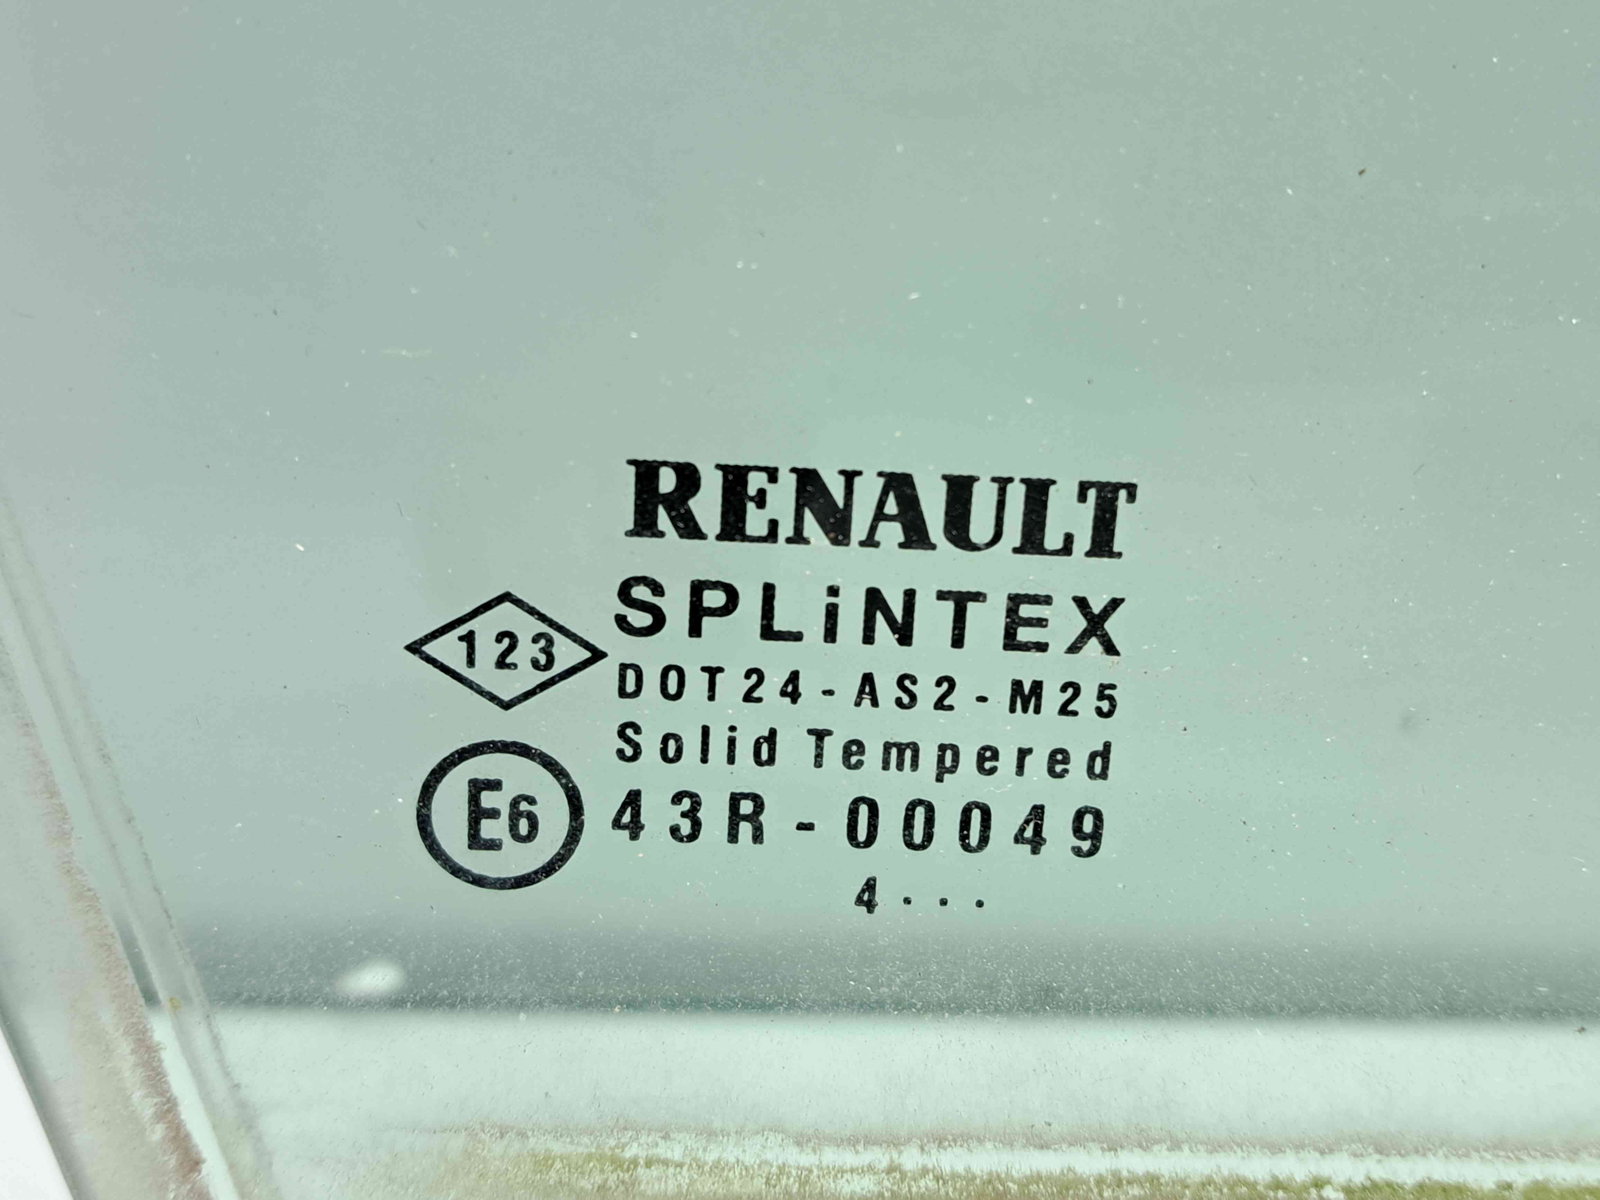 RENAULT
SPLiNTEX
123
DOT24-AS2-M25
Solid Tempered
E6 43R-00049
4...